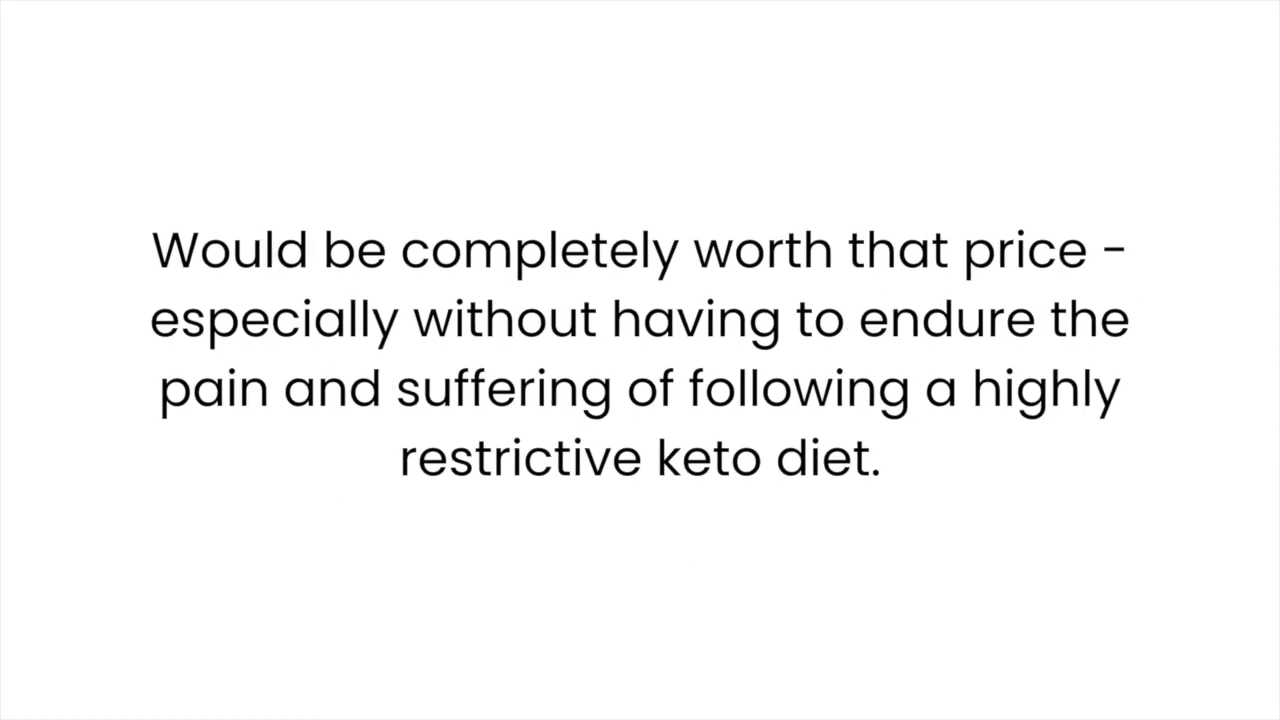 Would be completely worth that price -
especially without having to endure the
pain and suffering of following a highly
restrictive keto diet.